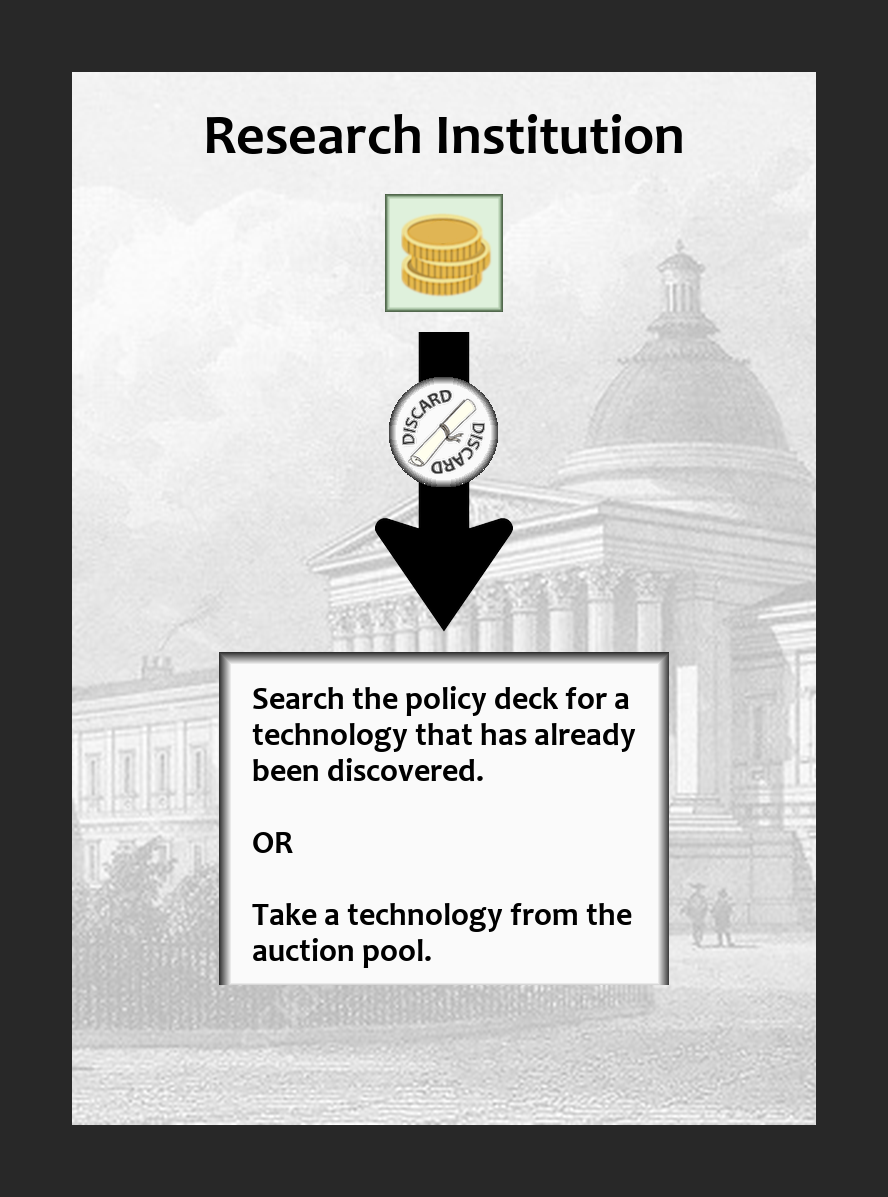 Research Institution
DISCARD
DISCARD
Search the policy deck for a
technology that has already
been discovered.
OR
Take a technology from the
auction pool.